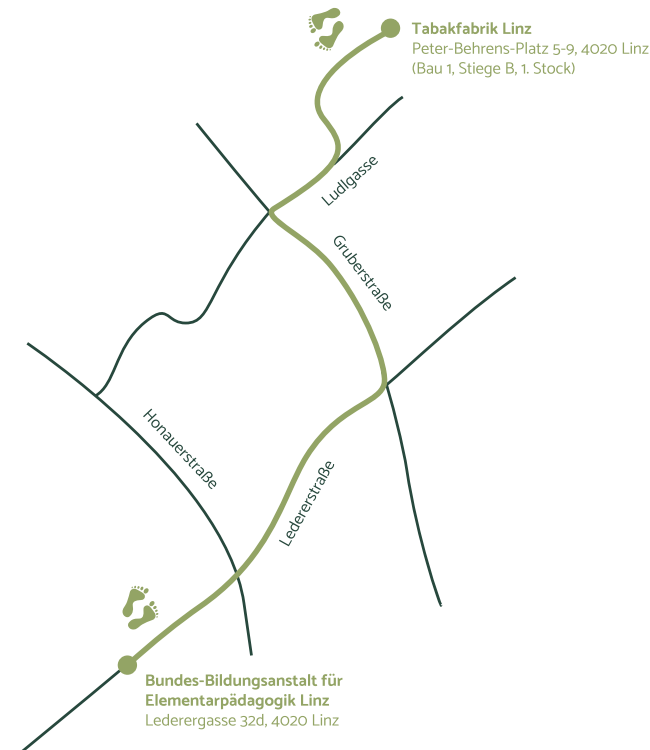 Tabakfabrik Linz
Peter-Behrens-Platz 5-9, 4020 Linz
(Bau 1, Stiege B, 1. Stock)
Ludlgasse
Gruberstraße
Honauerstraße
Ledererstraße
Bundes-Bildungsanstalt für
Elementarpädagogik Linz
Lederergasse 32d, 4020 Linz